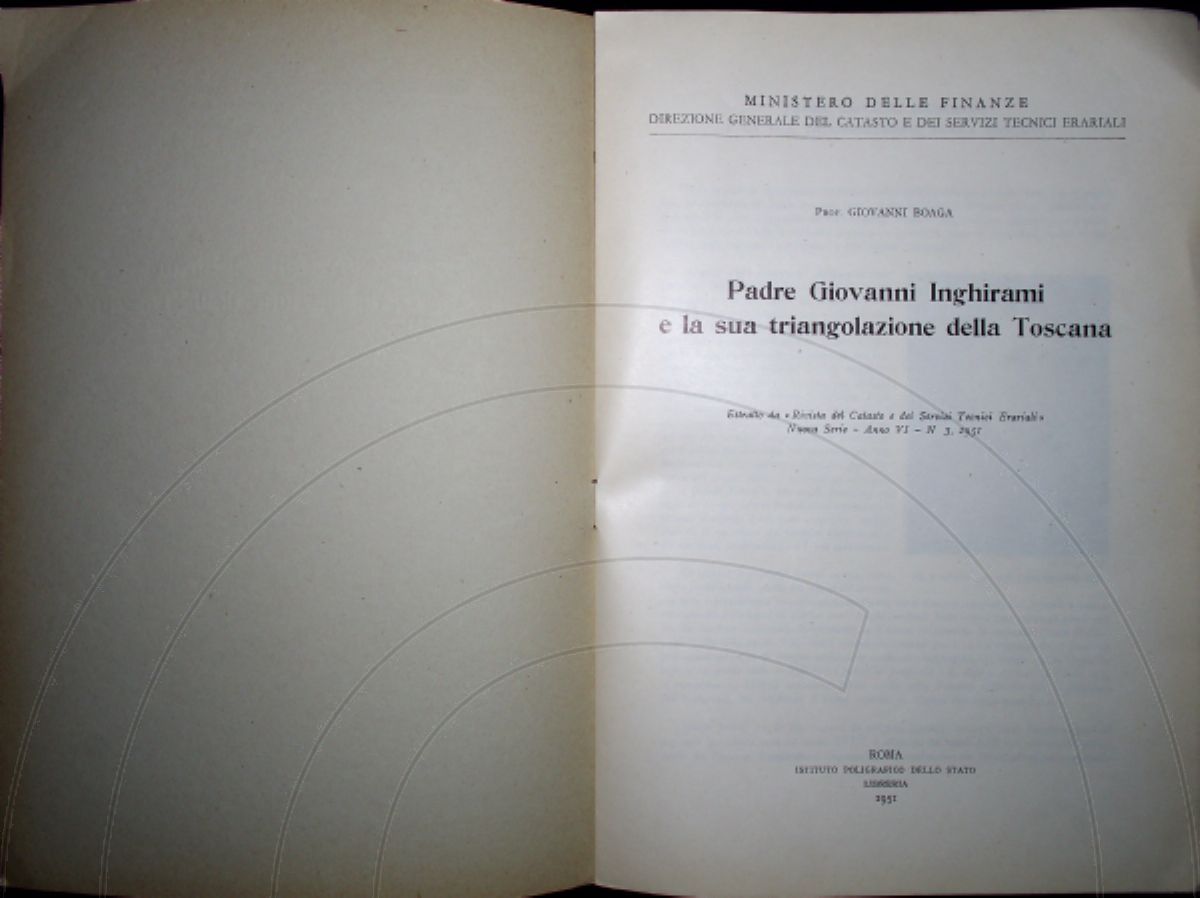 MINISTERO DELLE FINANZE
DIREZIONE GENERALE DEL CATASTO E DEI SERVIZI TECNICI ERARIALI
Prof. GIOVANNI BOAGA
Padre Giovanni Inghirami
e la sua triangolazione della Toscana
Estratto da «Rivista del Catasto e dei Servizi Tecnici Erariali»
Nuova Serie – Anno VI – N. 3, 1951
ROMA
ISTITUTO POLIGRAFICO DELLO STATO
LIBRERIA
1951